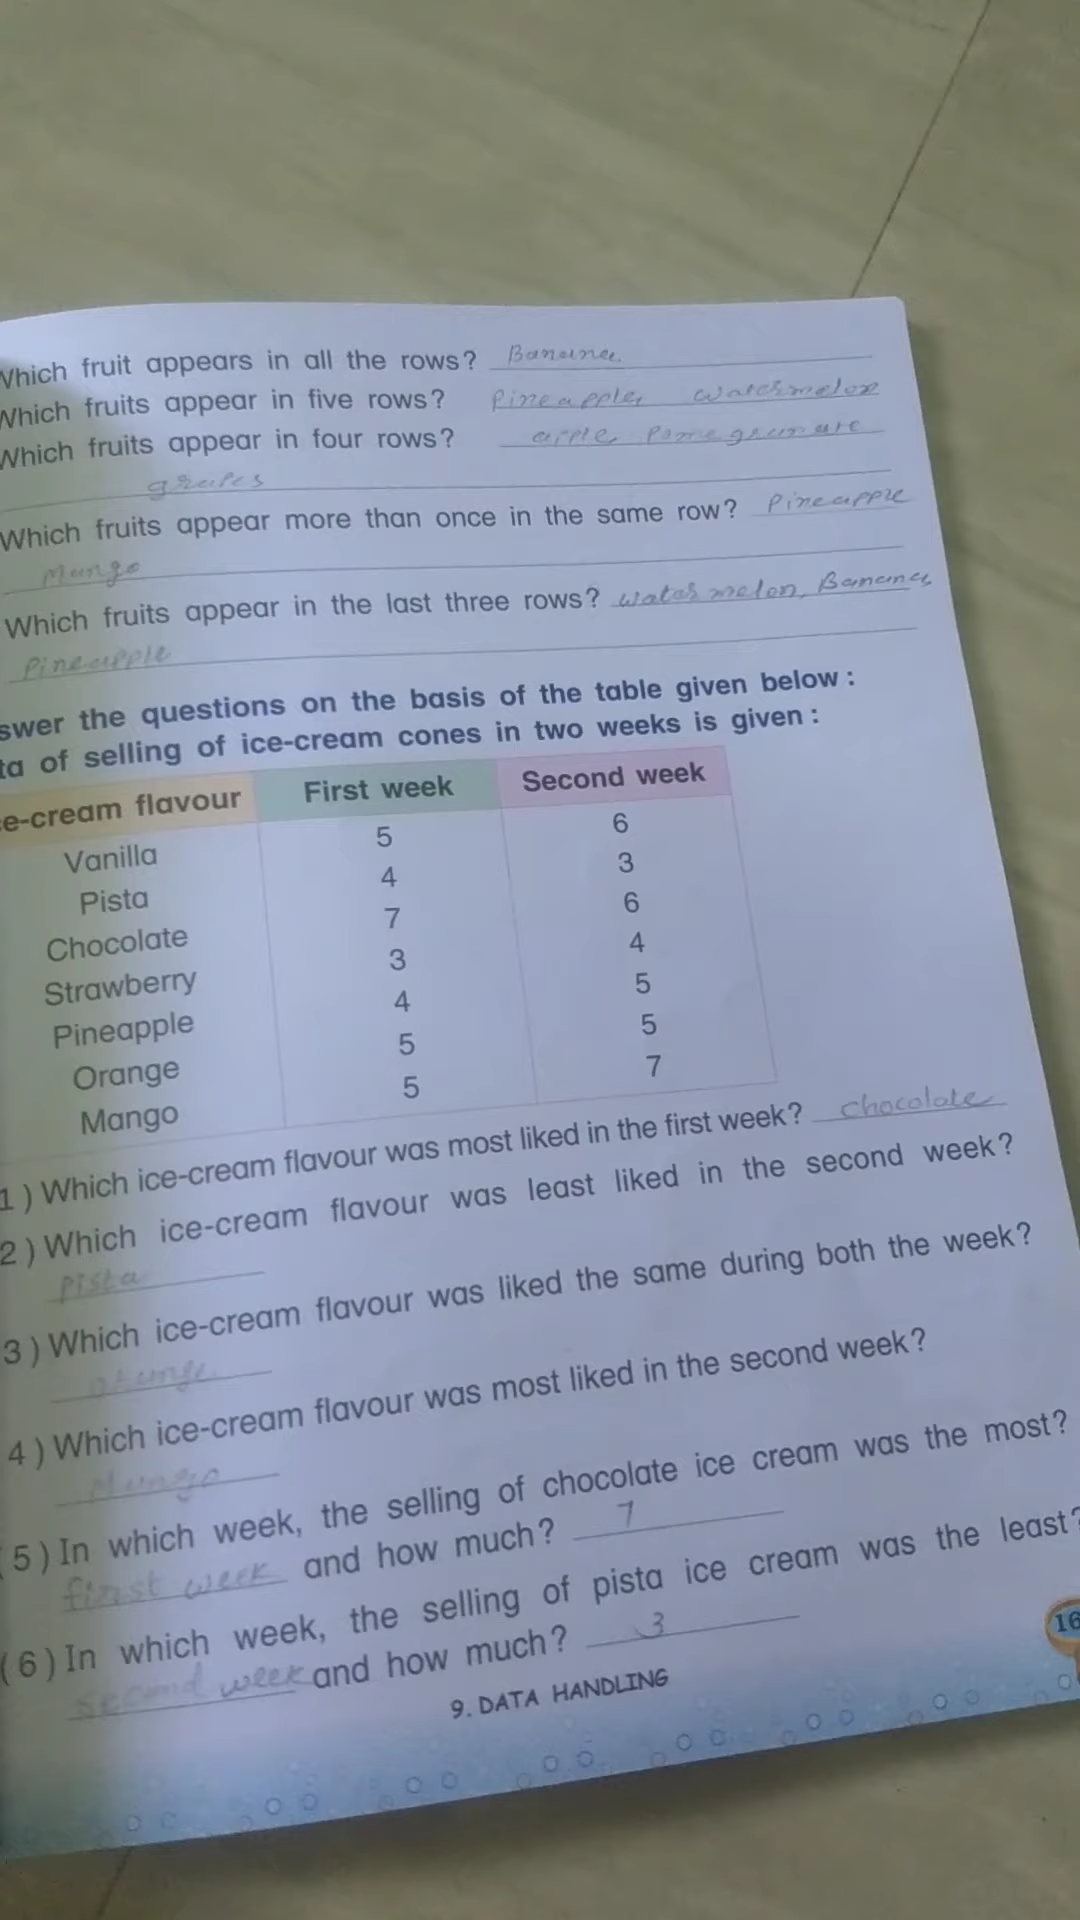 Which fruit appears in all the rows? Banana
Which fruits appear in five rows? Pineapple, watermelon
Which fruits appear in four rows? apple, Pomegranate
grapes
Which fruits appear more than once in the same row? Pineapple
Mango
Which fruits appear in the last three rows? watermelon, Banana
Pineapple
swer the questions on the basis of the table given below :
ta of selling of ice-cream cones in two weeks is given :
e-cream flavour First week Second week
Vanilla 5 6
Pista 4 3
Chocolate 7 6
Strawberry 3 4
Pineapple 4 5
Orange 5 5
Mango 5 7
1 ) Which ice-cream flavour was most liked in the first week? chocolate
2 ) Which ice-cream flavour was least liked in the second week?
Pista
3 ) Which ice-cream flavour was liked the same during both the week?
orange
4 ) Which ice-cream flavour was most liked in the second week?
Mango
5 ) In which week, the selling of chocolate ice cream was the most?
first week and how much? 7
(6) In which week, the selling of pista ice cream was the least?
second week and how much? 3
9. DATA HANDLING
16